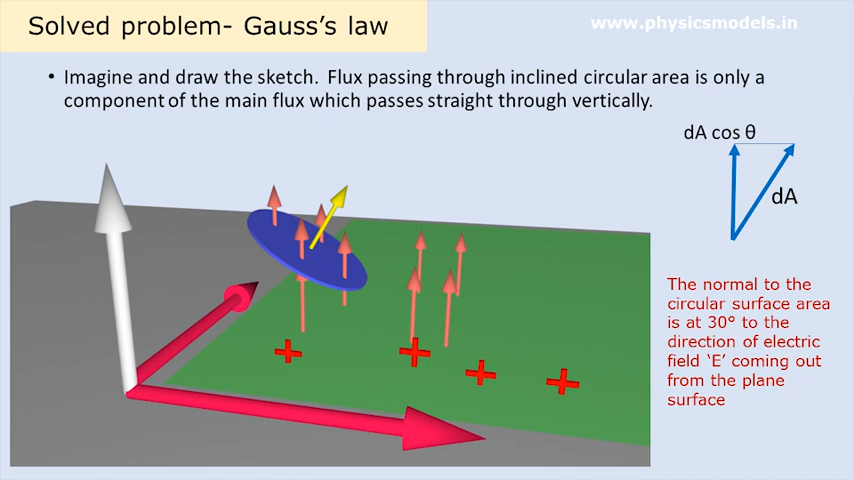 Solved problem- Gauss's law
www.physicsmodels.in
• Imagine and draw the sketch. Flux passing through inclined circular area is only a
component of the main flux which passes straight through vertically.
dA cos θ
dA
The normal to the
circular surface area
is at 30° to the
direction of electric
field ‘E’ coming out
from the plane
surface